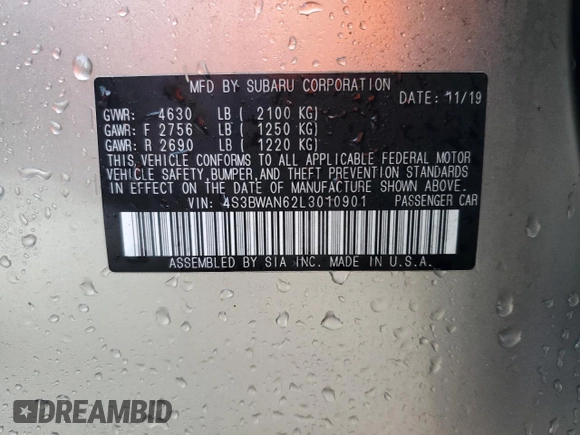 MFD BY SUBARU CORPORATION
DATE: 11/19
GVWR: 4630 LB ( 2100 KG)
GAWR: F 2756 LB ( 1250 KG)
GAWR: R 2690 LB ( 1220 KG)
THIS VEHICLE CONFORMS TO ALL APPLICABLE FEDERAL MOTOR
VEHICLE SAFETY, BUMPER, AND THEFT PREVENTION STANDARDS
IN EFFECT ON THE DATE OF MANUFACTURE SHOWN ABOVE.
VIN: 4S3BWAN62L3010901 PASSENGER CAR
ASSEMBLED BY SIA INC. MADE IN U.S.A.
DREAMBID